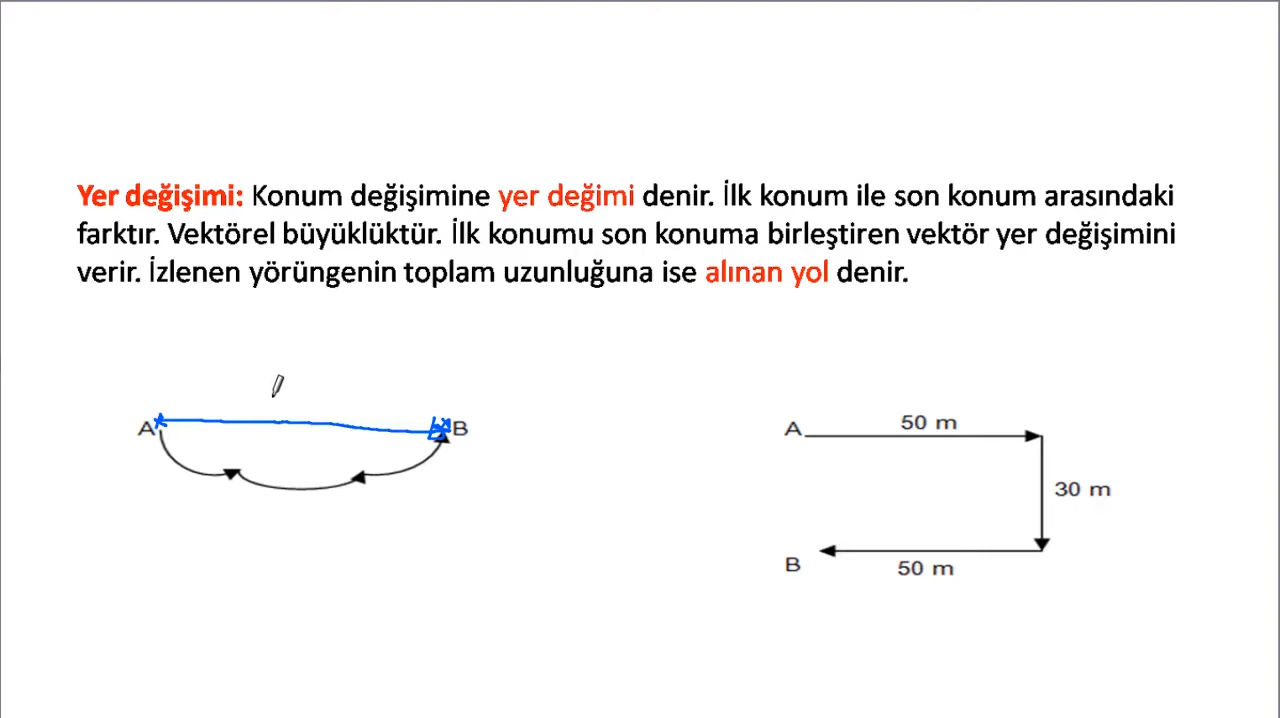 Yer değişimi: Konum değişimine yer değimi denir. İlk konum ile son konum arasındaki
farktır. Vektörel büyüklüktür. İlk konumu son konuma birleştiren vektör yer değişimini
verir. İzlenen yörüngenin toplam uzunluğuna ise alınan yol denir.
A
B
A
50 m
30 m
B
50 m